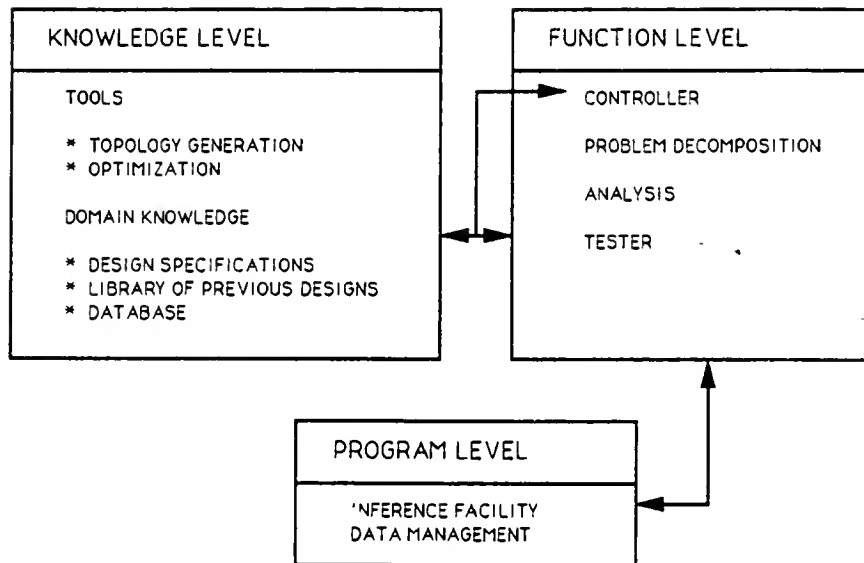 KNOWLEDGE LEVEL
TOOLS
* TOPOLOGY GENERATION
* OPTIMIZATION
DOMAIN KNOWLEDGE
* DESIGN SPECIFICATIONS
* LIBRARY OF PREVIOUS DESIGNS
* DATABASE
FUNCTION LEVEL
CONTROLLER
PROBLEM DECOMPOSITION
ANALYSIS
TESTER
PROGRAM LEVEL
INFERENCE FACILITY
DATA MANAGEMENT